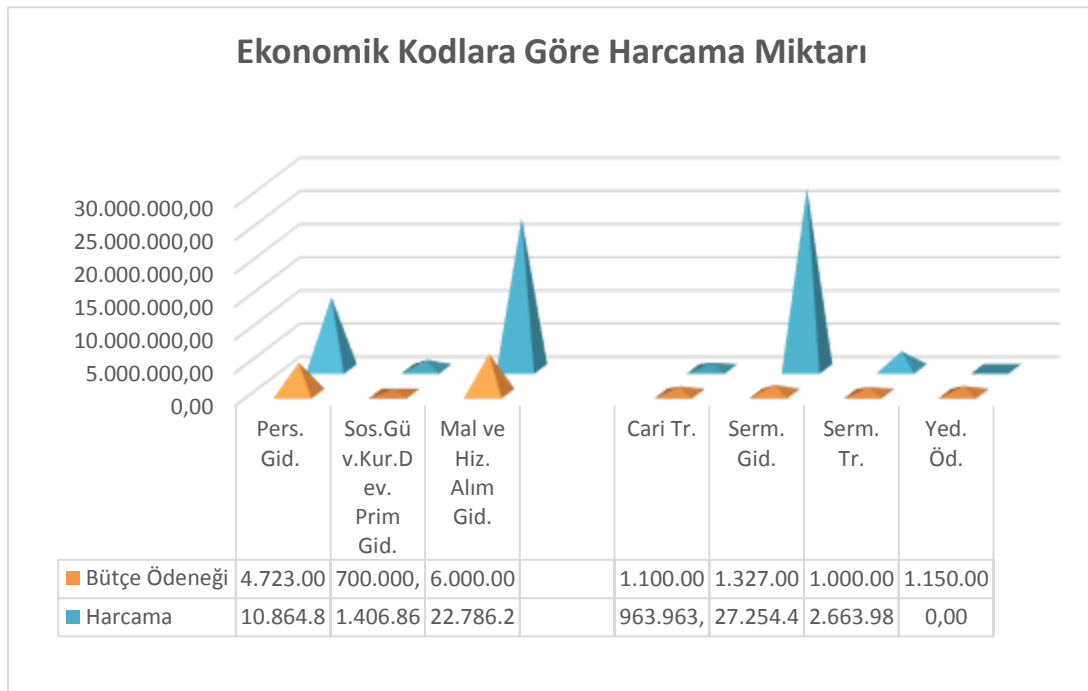 Ekonomik Kodlara Göre Harcama Miktarı
30.000.000,00
25.000.000,00
20.000.000,00
15.000.000,00
10.000.000,00
5.000.000,00
0,00
Pers.
Gid.
Sos.Gü
v.Kur.D
ev.
Prim
Gid.
Mal ve
Hiz.
Alım
Gid.
Cari Tr.
Serm.
Gid.
Serm.
Tr.
Yed.
Öd.
Bütçe Ödeneği 4.723.00 700.000, 6.000.00 1.100.00 1.327.00 1.000.00 1.150.00
Harcama 10.864.8 1.406.86 22.786.2 963.963, 27.254.4 2.663.98 0,00